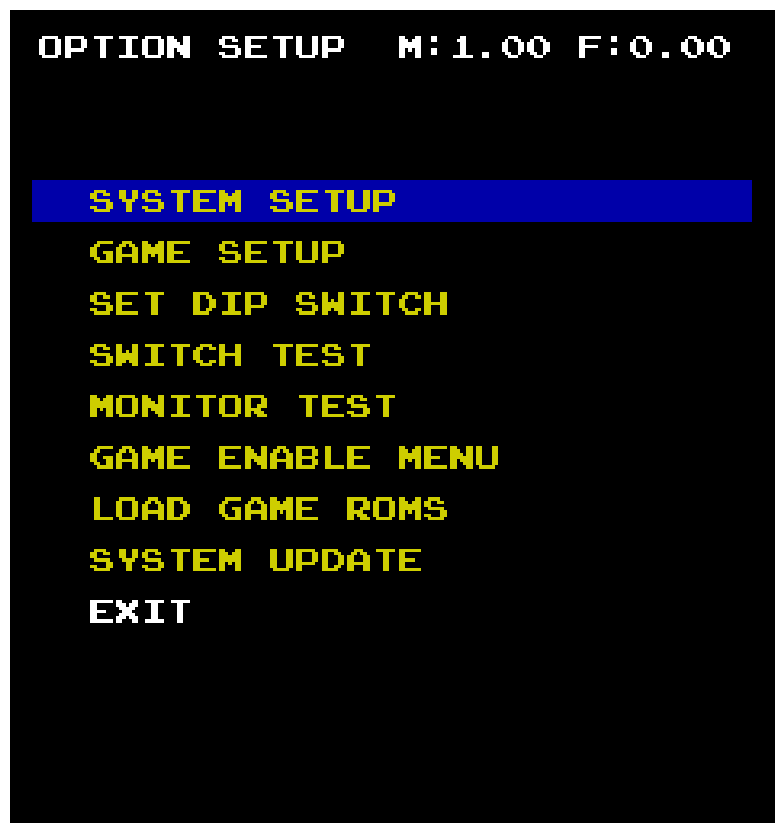 OPTION SETUP  M:1.00 F:0.00
SYSTEM SETUP
GAME SETUP
SET DIP SWITCH
SWITCH TEST
MONITOR TEST
GAME ENABLE MENU
LOAD GAME ROMS
SYSTEM UPDATE
EXIT